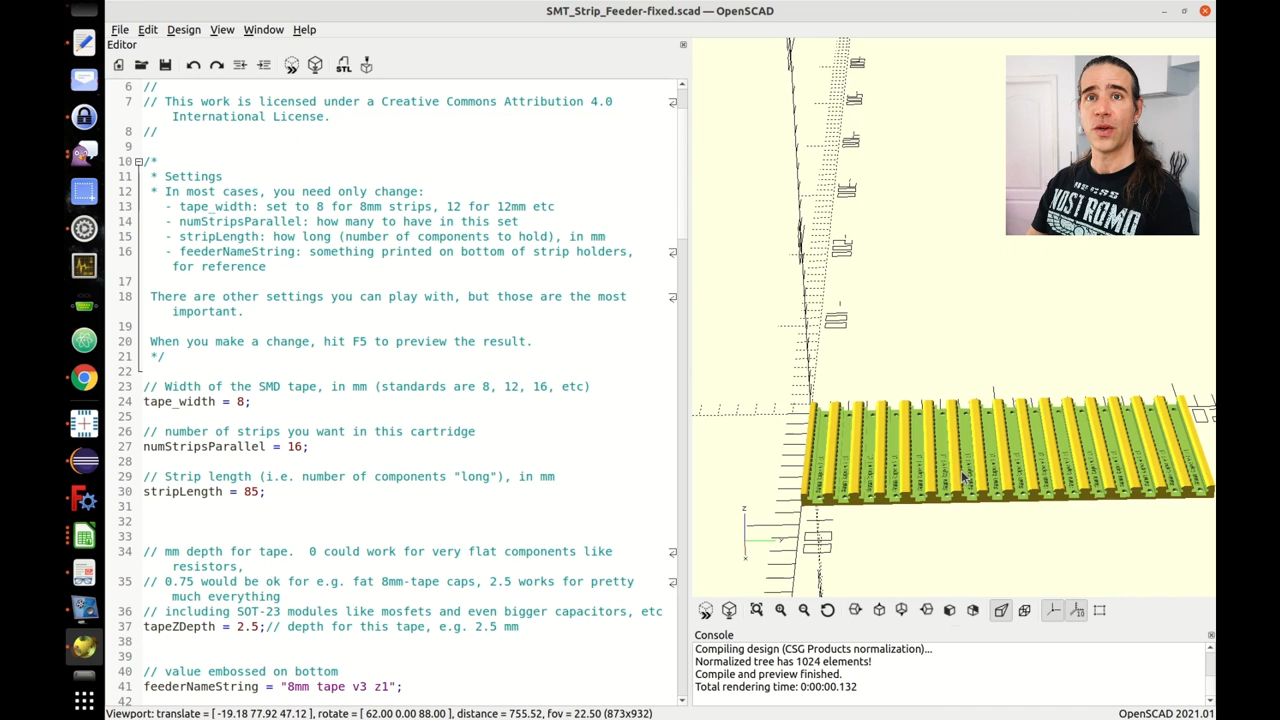 SMT_Strip_Feeder-fixed.scad — OpenSCAD
File Edit Design View Window Help
Editor
STL
6 //
7 // This work is licensed under a Creative Commons Attribution 4.0
International License.
8 //
9
10 /*
11 * Settings
12 * In most cases, you need only change:
13 - tape_width: set to 8 for 8mm strips, 12 for 12mm etc
14 - numStripsParallel: how many to have in this set
15 - stripLength: how long (number of components to hold), in mm
16 - feederNameString: something printed on bottom of strip holders,
for reference
17
18 There are other settings you can play with, but those are the most
important.
19
20 When you make a change, hit F5 to preview the result.
21 */
22
23 // Width of the SMD tape, in mm (standards are 8, 12, 16, etc)
24 tape_width = 8;
25
26 // number of strips you want in this cartridge
27 numStripsParallel = 16;
28
29 // Strip length (i.e. number of components "long"), in mm
30 stripLength = 85;
31
32
33
34 // mm depth for tape. 0 could work for very flat components like
resistors,
35 // 0.75 would be ok for e.g. fat 8mm-tape caps, 2.5 works for pretty
much everything
36 // including SOT-23 modules like mosfets and even bigger capacitors, etc
37 tapeZDepth = 2.5;// depth for this tape, e.g. 2.5 mm
38
39
40 // value embossed on bottom
41 feederNameString = "8mm tape v3 z1";
42
NOSTROMO
z
y
x
10
Console
Compiling design (CSG Products normalization)...
Normalized tree has 1024 elements!
Compile and preview finished.
Total rendering time: 0:00:00.132
Viewport: translate = [ -19.18 77.92 47.12 ], rotate = [ 62.00 0.00 88.00 ], distance = 755.52, fov = 22.50 (873x932)
OpenSCAD 2021.01